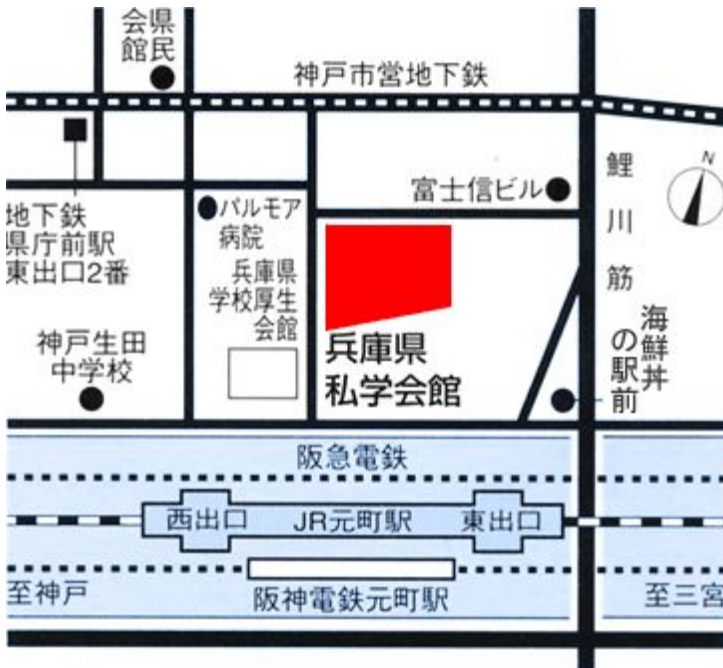 県民
会館
神戸市営地下鉄
富士信ビル
鯉川筋
N
地下鉄
県庁前駅
東出口2番
パルモア
病院
兵庫県
学校厚生
会館
神戸生田
中学校
兵庫県
私学会館
海鮮丼
の駅前
阪急電鉄
西出口
JR元町駅
東出口
至神戸
阪神電鉄元町駅
至三宮